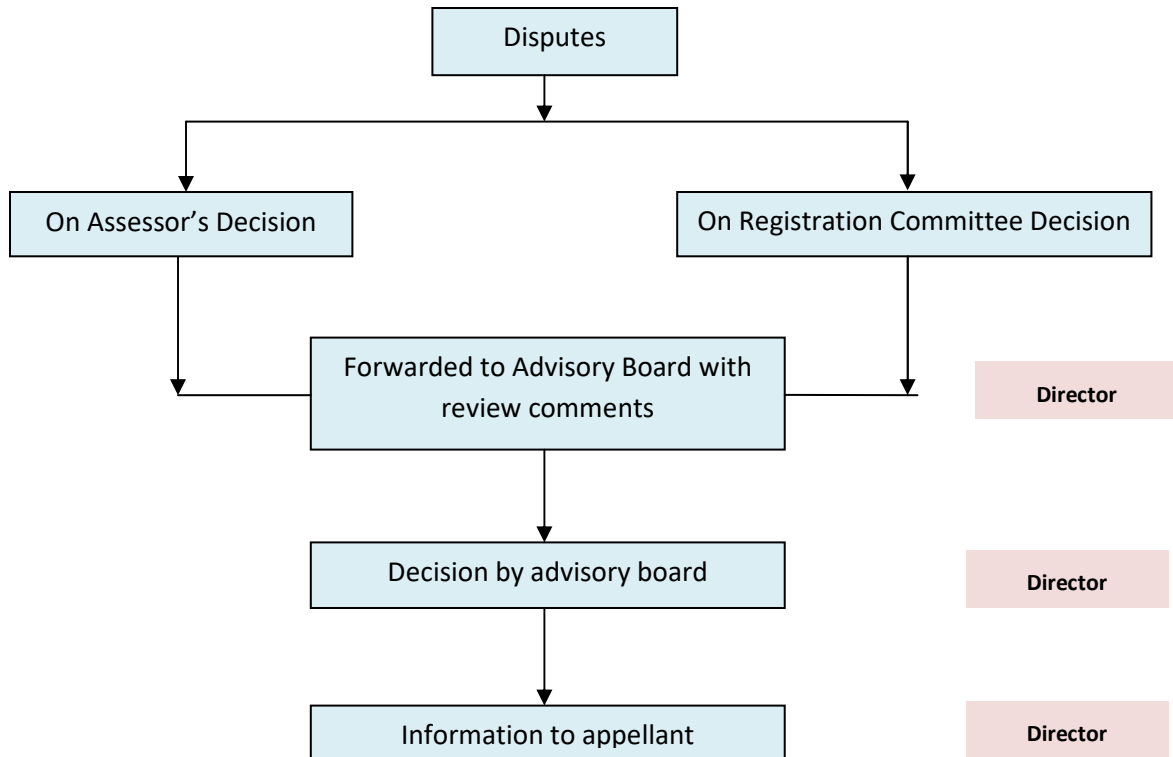 Disputes
On Assessor’s Decision
On Registration Committee Decision
Forwarded to Advisory Board with
review comments
Director
Decision by advisory board
Director
Information to appellant
Director